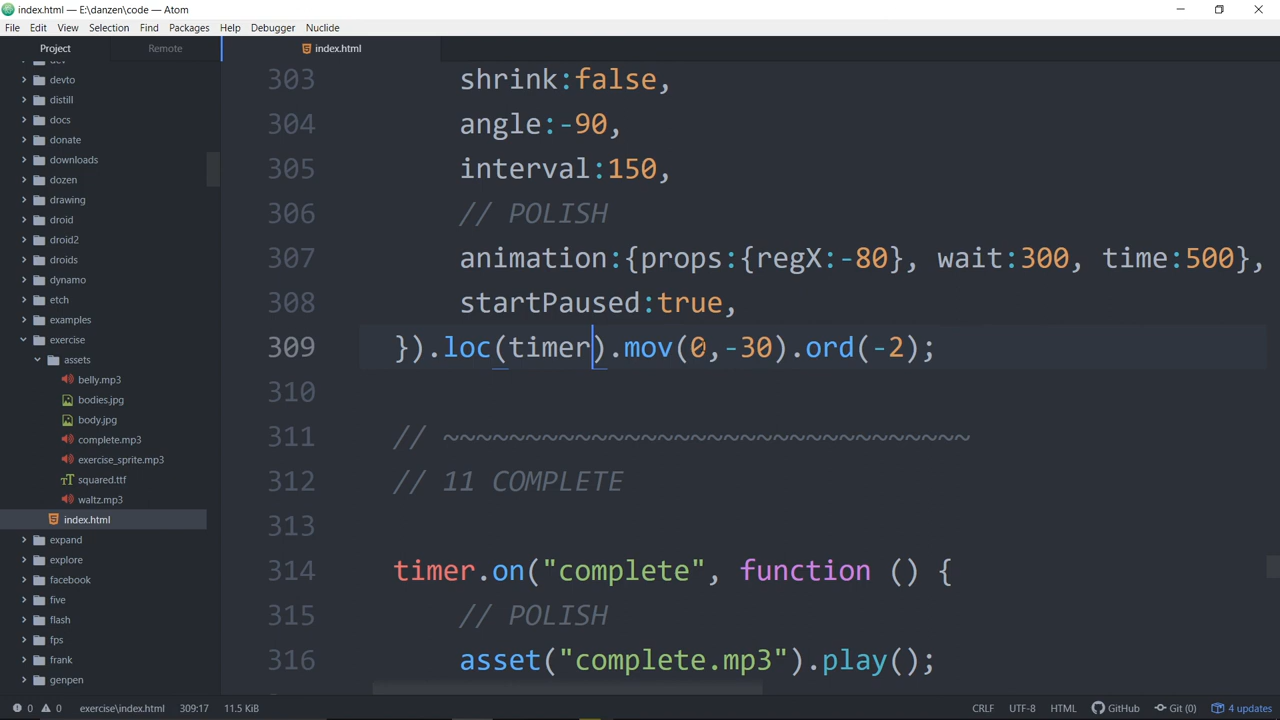 index.html — E:\danzen\code — Atom
File Edit View Selection Find Packages Help Debugger Nuclide
Project Remote
index.html
dev
devto
distill
docs
donate
downloads
dozen
drawing
droid
droid2
droids
dynamo
etch
examples
exercise
assets
belly.mp3
bodies.jpg
body.jpg
complete.mp3
exercise_sprite.mp3
squared.ttf
waltz.mp3
index.html
expand
explore
facebook
five
flash
fps
frank
genpen
303 shrink:false,
304 angle:-90,
305 interval:150,
306 // POLISH
307 animation:{props:{regX:-80}, wait:300, time:500},
308 startPaused:true,
309 }).loc(timer).mov(0,-30).ord(-2);
310
311 // ~~~~~~~~~~~~~~~~~~~~~~~~~~~~~~~~
312 // 11 COMPLETE
313
314 timer.on("complete", function () {
315 // POLISH
316 asset("complete.mp3").play();
0 0 exercise\index.html 309:17 11.5 KiB CRLF UTF-8 HTML GitHub Git (0) 4 updates